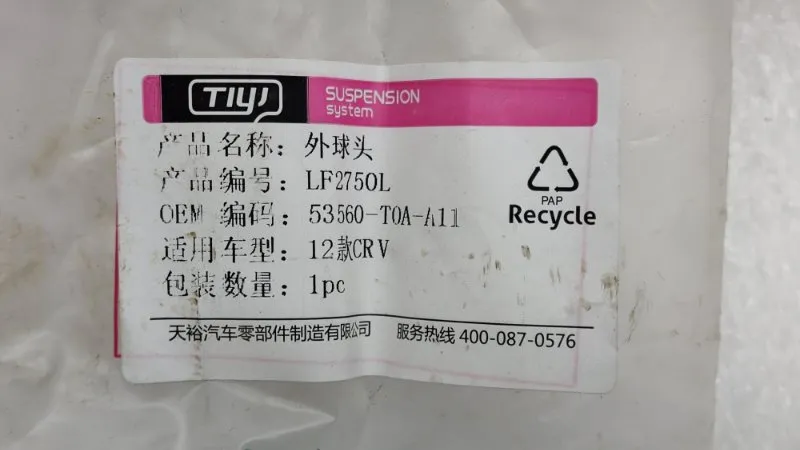 TIYI
SUSPENSION
system
产品名称：外球头
产品编号：LF2750L
OEM 编码：53560-T0A-A11
适用车型：12款CRV
包装数量：1pc
PAP
Recycle
天裕汽车零部件制造有限公司 服务热线 400-087-0576